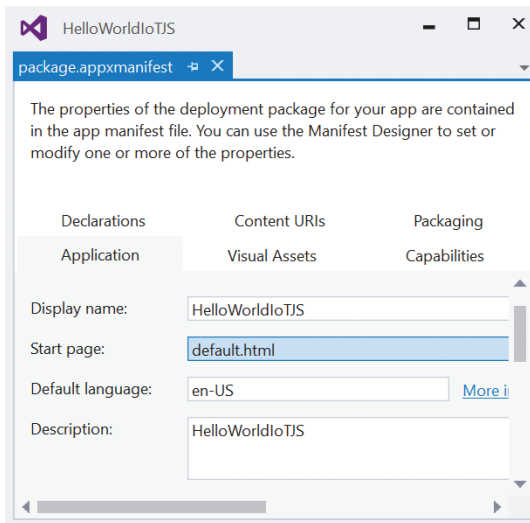 HelloWorldIoTJS
package.appxmanifest
The properties of the deployment package for your app are contained
in the app manifest file. You can use the Manifest Designer to set or
modify one or more of the properties.
Declarations Content URIs Packaging
Application Visual Assets Capabilities
Display name: HelloWorldIoTJS
Start page: default.html
Default language: en-US More
Description: HelloWorldIoTJS